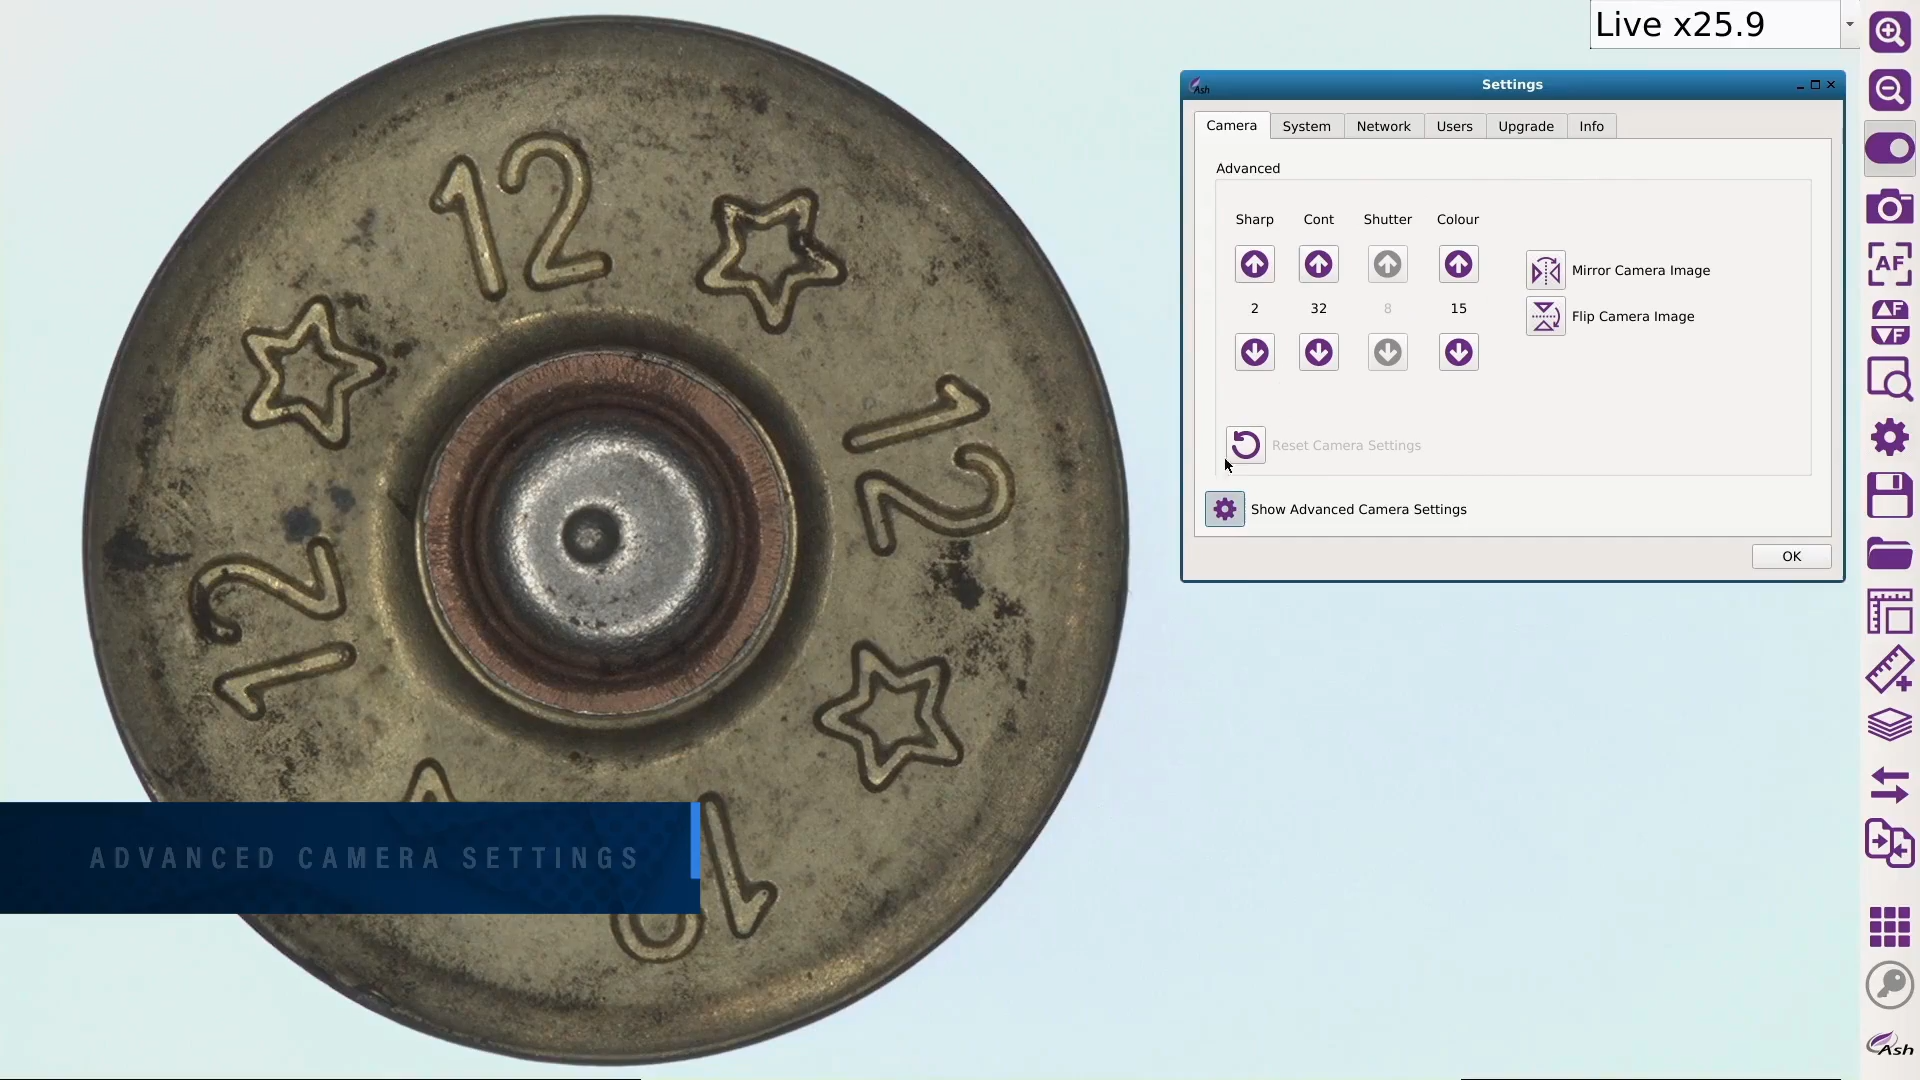 Live x25.9
Ash
Settings
Camera
System
Network
Users
Upgrade
Info
Advanced
Sharp
Cont
Shutter
Colour
2
32
8
15
Mirror Camera Image
Flip Camera Image
Reset Camera Settings
Show Advanced Camera Settings
OK
AF
F
F
12
12
12
12
ADVANCED CAMERA SETTINGS
Ash